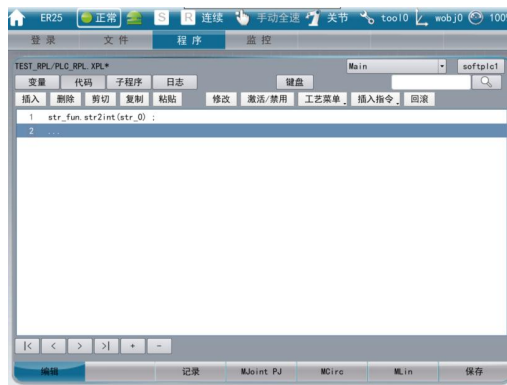 ER25 正常 S R 连续 手动全速 关节 tool0 wobj0 100%
登录 文件 程序 监控
TEST_RPL/PLC_RPL.XPL* Main softplc1
变量 代码 子程序 日志 键盘
插入 删除 剪切 复制 粘贴 修改 激活/禁用 工艺菜单 插入指令 回滚
1 str_fun.str2int(str_0) ;
2 ...
|< < > >| + -
编辑 记录 MJoint PJ MCirc MLin 保存